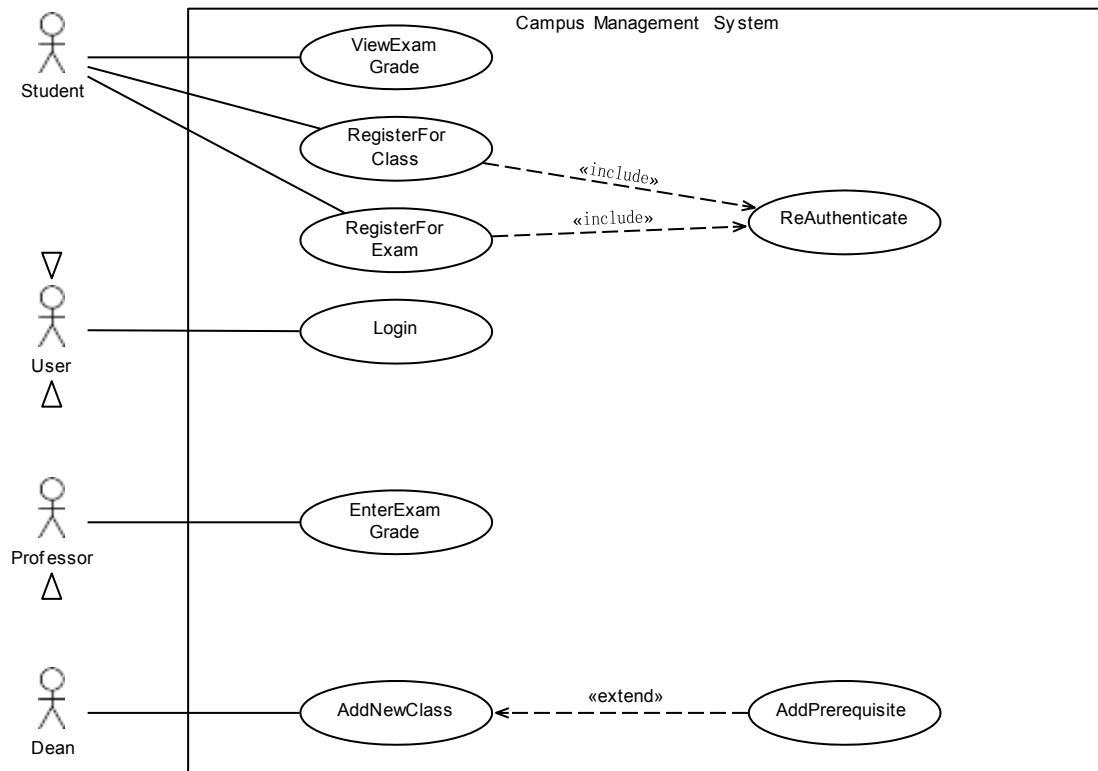 Campus Management System
Student
ViewExam
Grade
RegisterFor
Class
«include»
ReAuthenticate
RegisterFor
Exam
«include»
User
Login
Professor
EnterExam
Grade
Dean
AddNewClass
«extend»
AddPrerequisite